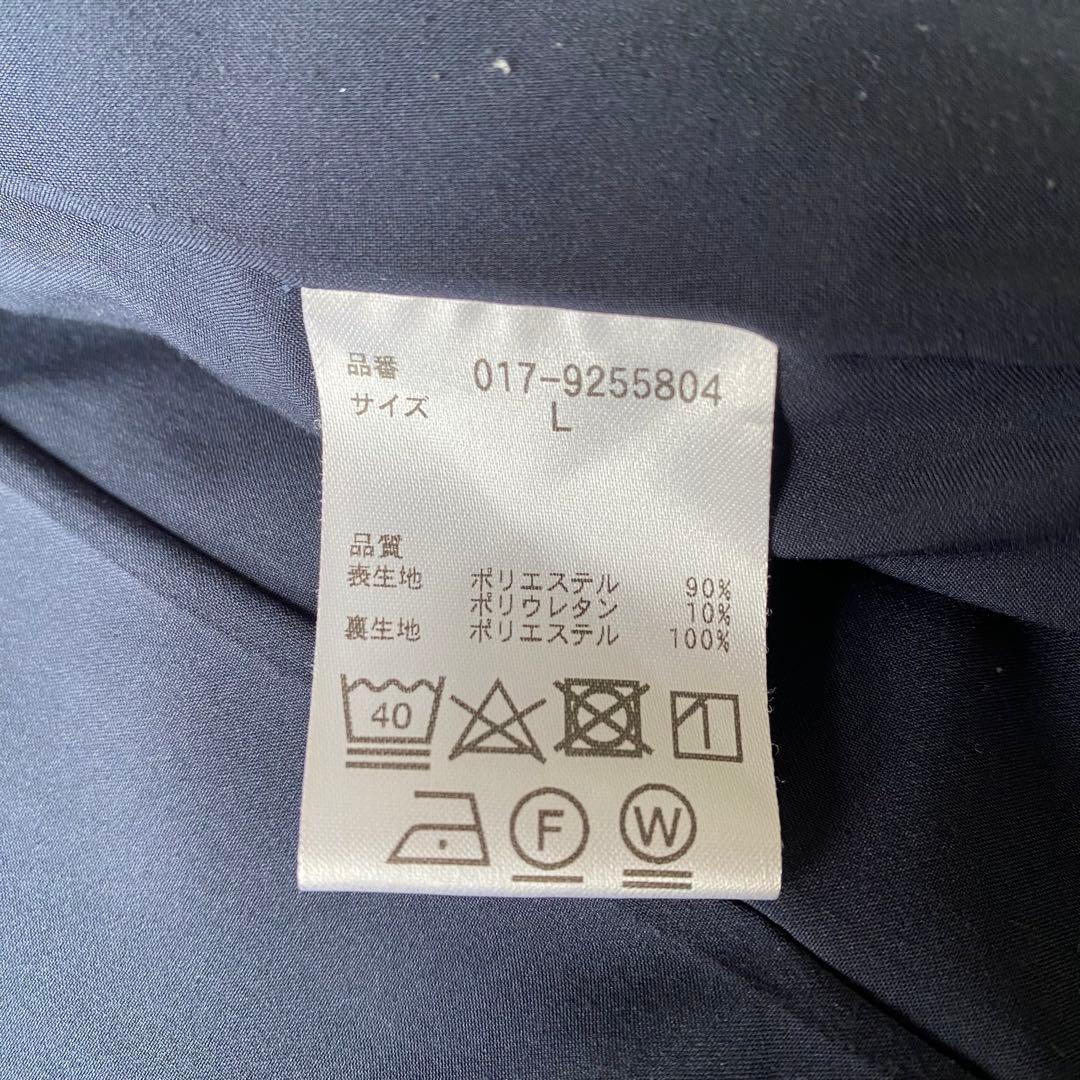 品番 017-9255804
サイズ L
品質
表生地 ポリエステル 90%
ポリウレタン 10%
裏生地 ポリエステル 100%
40
F W